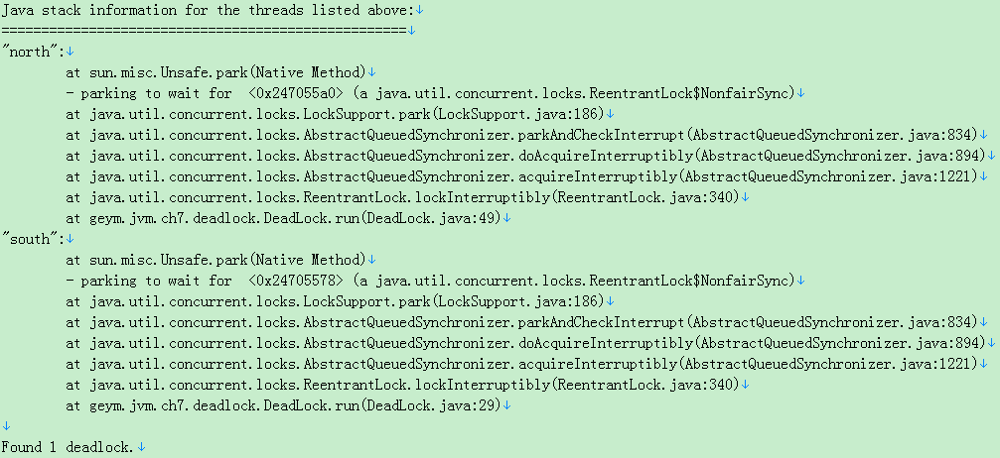 Java stack information for the threads listed above:↓
===================================================↓
"north":↓
        at sun.misc.Unsafe.park(Native Method)↓
        - parking to wait for  <0x247055a0> (a java.util.concurrent.locks.ReentrantLock$NonfairSync)↓
        at java.util.concurrent.locks.LockSupport.park(LockSupport.java:186)↓
        at java.util.concurrent.locks.AbstractQueuedSynchronizer.parkAndCheckInterrupt(AbstractQueuedSynchronizer.java:834)↓
        at java.util.concurrent.locks.AbstractQueuedSynchronizer.doAcquireInterruptibly(AbstractQueuedSynchronizer.java:894)↓
        at java.util.concurrent.locks.AbstractQueuedSynchronizer.acquireInterruptibly(AbstractQueuedSynchronizer.java:1221)↓
        at java.util.concurrent.locks.ReentrantLock.lockInterruptibly(ReentrantLock.java:340)↓
        at geym.jvm.ch7.deadlock.DeadLock.run(DeadLock.java:49)↓
"south":↓
        at sun.misc.Unsafe.park(Native Method)↓
        - parking to wait for  <0x24705578> (a java.util.concurrent.locks.ReentrantLock$NonfairSync)↓
        at java.util.concurrent.locks.LockSupport.park(LockSupport.java:186)↓
        at java.util.concurrent.locks.AbstractQueuedSynchronizer.parkAndCheckInterrupt(AbstractQueuedSynchronizer.java:834)↓
        at java.util.concurrent.locks.AbstractQueuedSynchronizer.doAcquireInterruptibly(AbstractQueuedSynchronizer.java:894)↓
        at java.util.concurrent.locks.AbstractQueuedSynchronizer.acquireInterruptibly(AbstractQueuedSynchronizer.java:1221)↓
        at java.util.concurrent.locks.ReentrantLock.lockInterruptibly(ReentrantLock.java:340)↓
        at geym.jvm.ch7.deadlock.DeadLock.run(DeadLock.java:29)↓
↓
Found 1 deadlock.↓